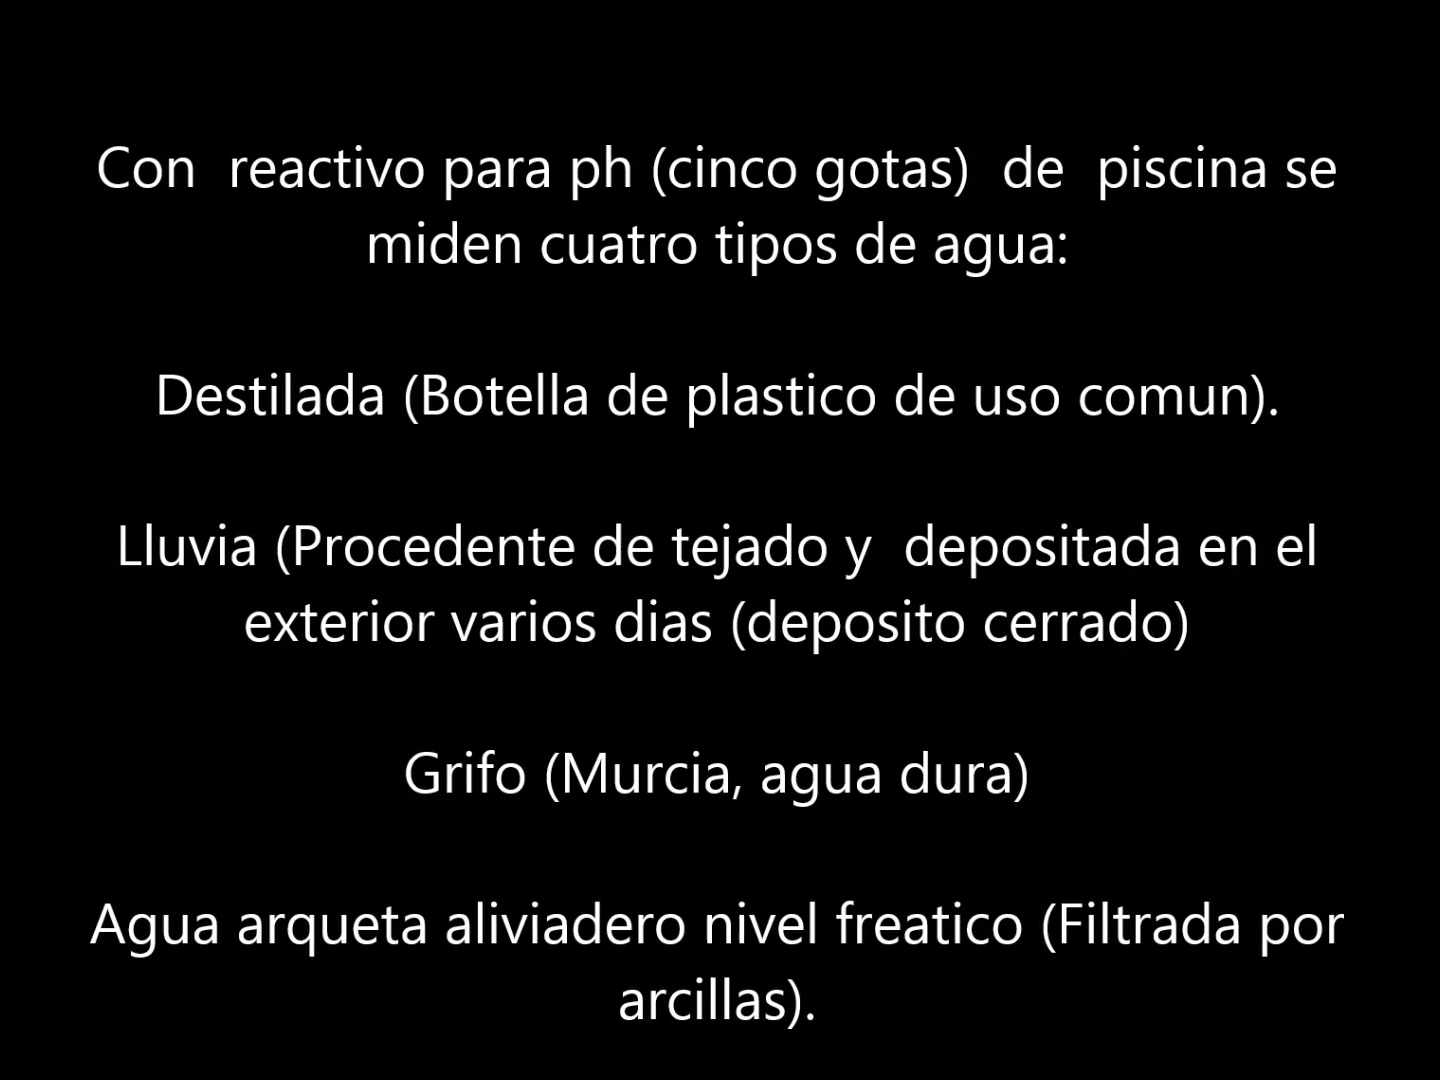 Con  reactivo para ph (cinco gotas)  de  piscina se
miden cuatro tipos de agua:
Destilada (Botella de plastico de uso comun).
Lluvia (Procedente de tejado y  depositada en el
exterior varios dias (deposito cerrado)
Grifo (Murcia, agua dura)
Agua arqueta aliviadero nivel freatico (Filtrada por
arcillas).